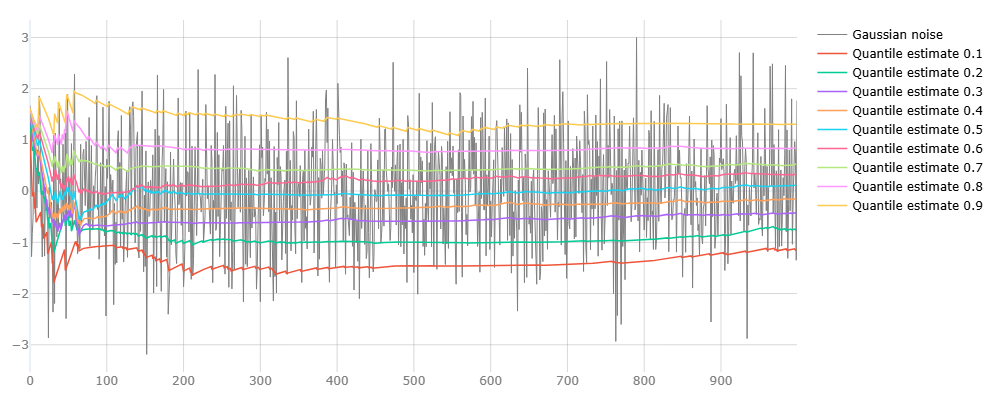 3
2
1
0
−1
−2
−3
0 100 200 300 400 500 600 700 800 900
Gaussian noise
Quantile estimate 0.1
Quantile estimate 0.2
Quantile estimate 0.3
Quantile estimate 0.4
Quantile estimate 0.5
Quantile estimate 0.6
Quantile estimate 0.7
Quantile estimate 0.8
Quantile estimate 0.9